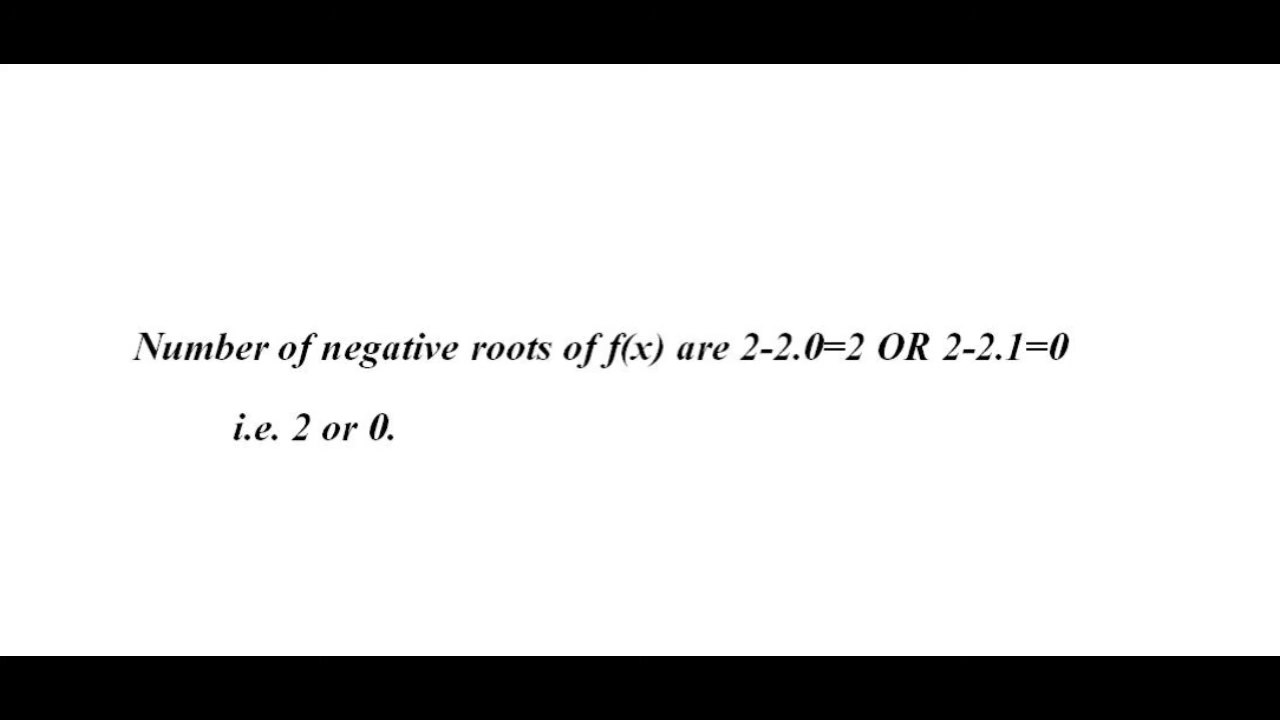 Number of negative roots of f(x) are 2-2.0=2 OR 2-2.1=0
i.e. 2 or 0.